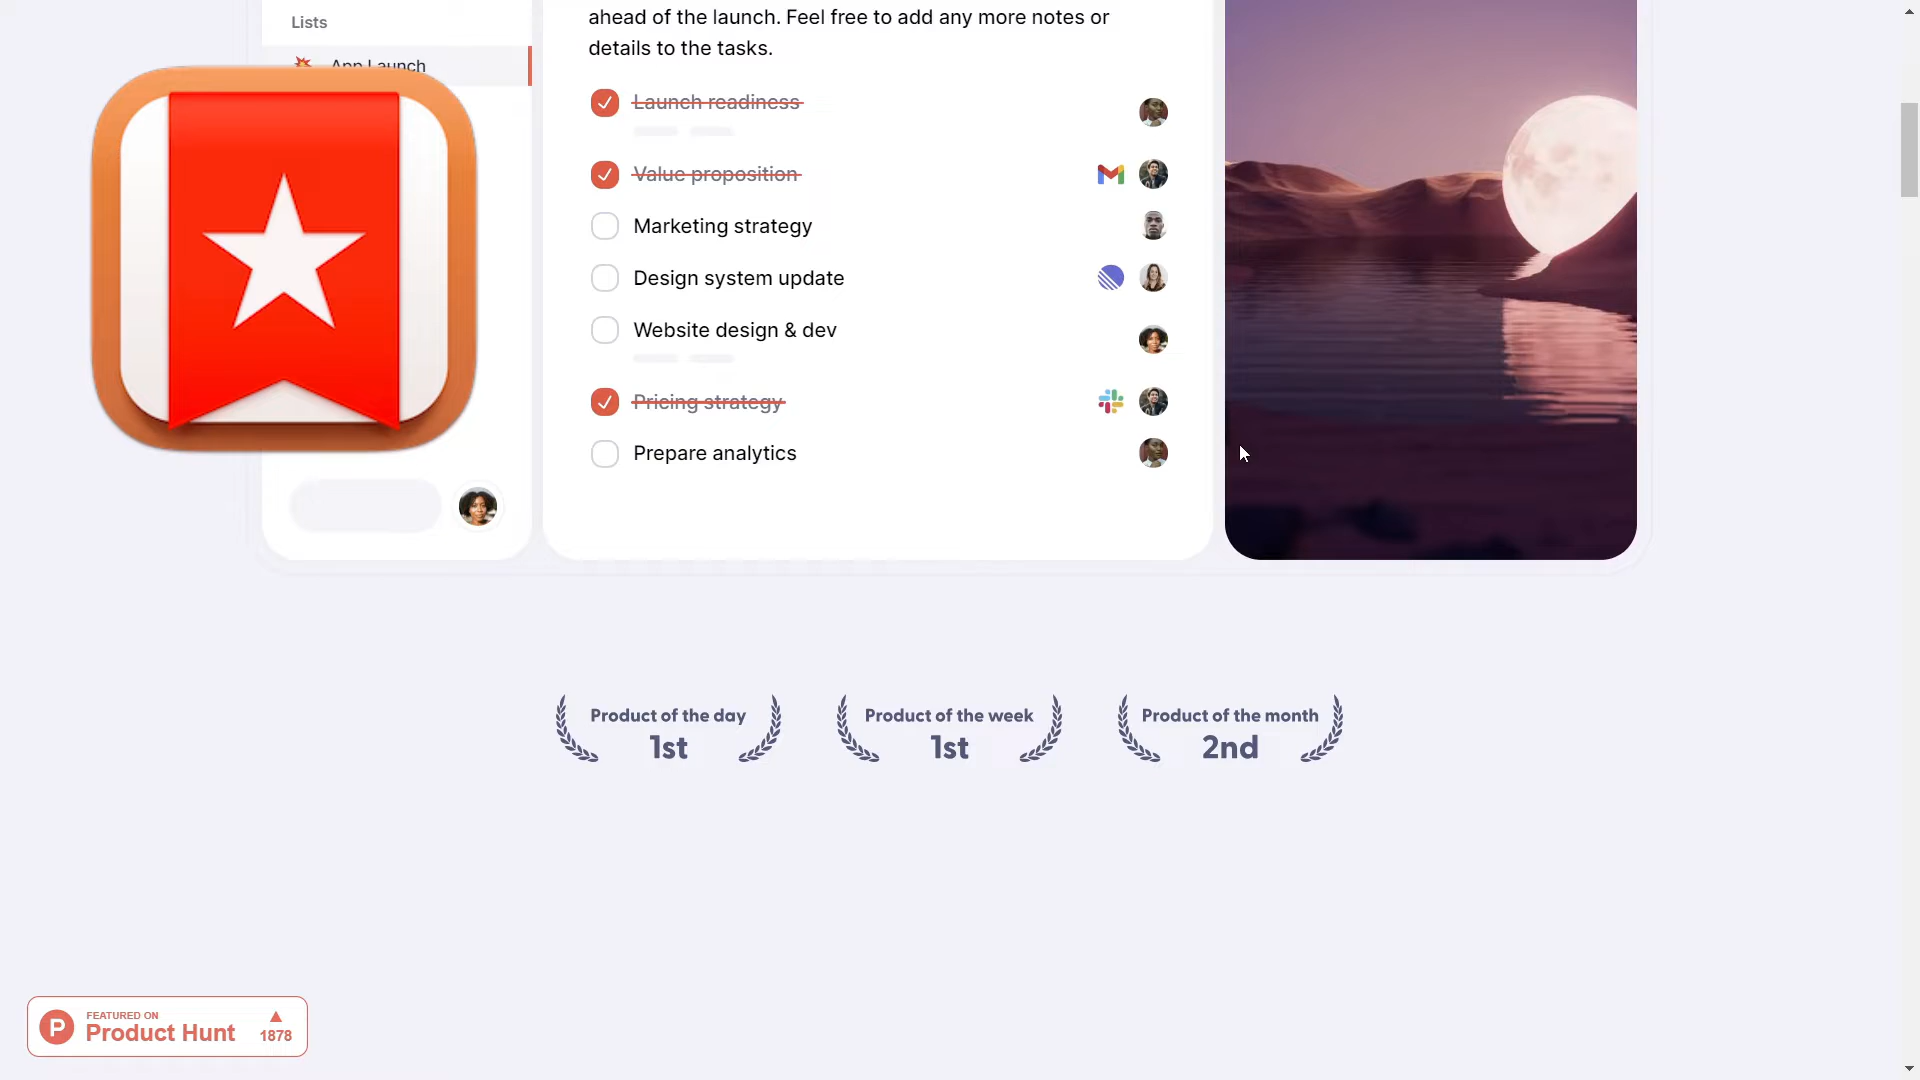 Lists
App Launch
ahead of the launch. Feel free to add any more notes or
details to the tasks.
Launch readiness
Value proposition
Marketing strategy
Design system update
Website design & dev
Pricing strategy
Prepare analytics
Product of the day
1st
Product of the week
1st
Product of the month
2nd
P
FEATURED ON
Product Hunt
1878